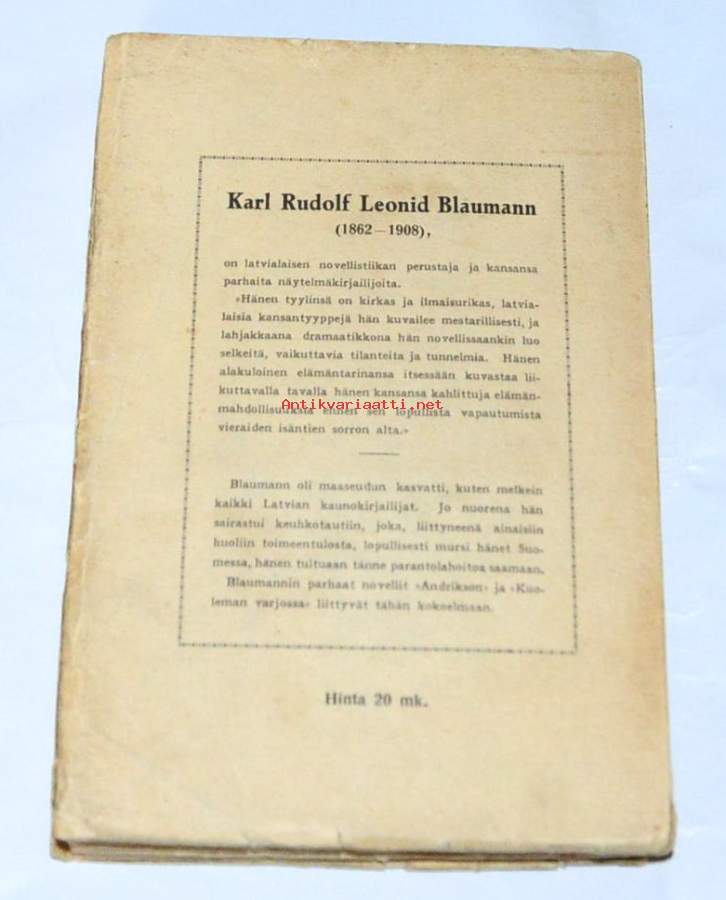 Karl Rudolf Leonid Blaumann
(1862—1908),
on latvialaisen novellistiikan perustaja ja kansansa
parhaita näytelmäkirjailijoita.
»Hänen tyylinsä on kirkas ja ilmaisurikas, latvia-
laisia kansantyyppejä hän kuvailee mestarillisesti, ja
lahjakkaana dramaatikkona hän novellissaankin luo
selkeitä, vaikuttavia tilanteita ja tunnelmia. Hänen
alakuloinen elämäntarinansa itsessään kuvastaa lii-
kuttavalla tavalla hänen kansansa kahlittuja elämän-
Antikvariaatti.net
mahdollisuuksia ennen sen lopullista vapautumista
vieraiden isäntien sorron alta.»
Blaumann oli maaseudun kasvatti, kuten melkein
kaikki Latvian kaunokirjailijat. Jo nuorena hän
sairastui keuhkotautiin, joka, liittyneenä ainaisiin
huoliin toimeentulosta, lopullisesti mursi hänet Suo-
messa, hänen tultuaan tänne parantolahoitoa saamaan.
Blaumannin parhaat novellit »Andrikson» ja »Kuo-
leman varjossa» liittyvät tähän kokoelmaan.
Hinta 20 mk.